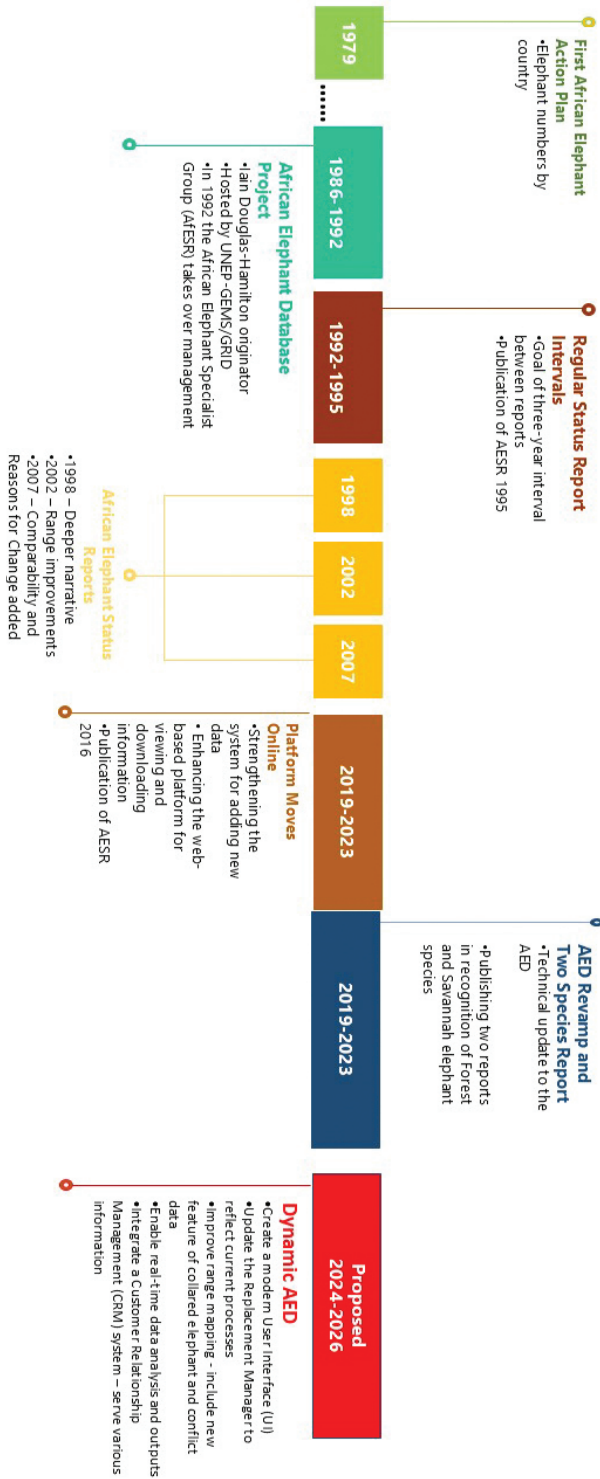 First African Elephant
Action Plan
•Elephant numbers by
country
1979
......
1986-1992
African Elephant Database
Project
•Iain Douglas-Hamilton originator
•Hosted by UNEP-GEMS/GRID
•In 1992 the African Elephant Specialist
Group (AfESR) takes over management
Regular Status Report
Intervals
•Goal of three-year interval
between reports
•Publication of AESR 1995
1992-1995
1998
2002
2007
African Elephant Status
Reports
•1998 – Deeper narrative
•2002 – Range improvements
•2007 – Comparability and
Reasons for Change added
2019-2023
Platform Moves
Online
•Strengthening the
system for adding new
data
• Enhancing the web-
based platform for
viewing and
downloading
information
•Publication of AESR
2016
AED Revamp and
Two Species Report
•Technical update to the
AED
•Publishing two reports
in recognition of Forest
and Savannah elephant
species
2019-2023
Proposed
2024-2026
Dynamic AED
•Create a modern User Interface (UI)
•Update the Replacement Manager to
reflect current processes
•Improve range mapping - include new
feature of collared elephant and conflict
data
•Enable real-time data analysis and outputs
•Integrate a Customer Relationship
Management (CRM) system – serve various
information